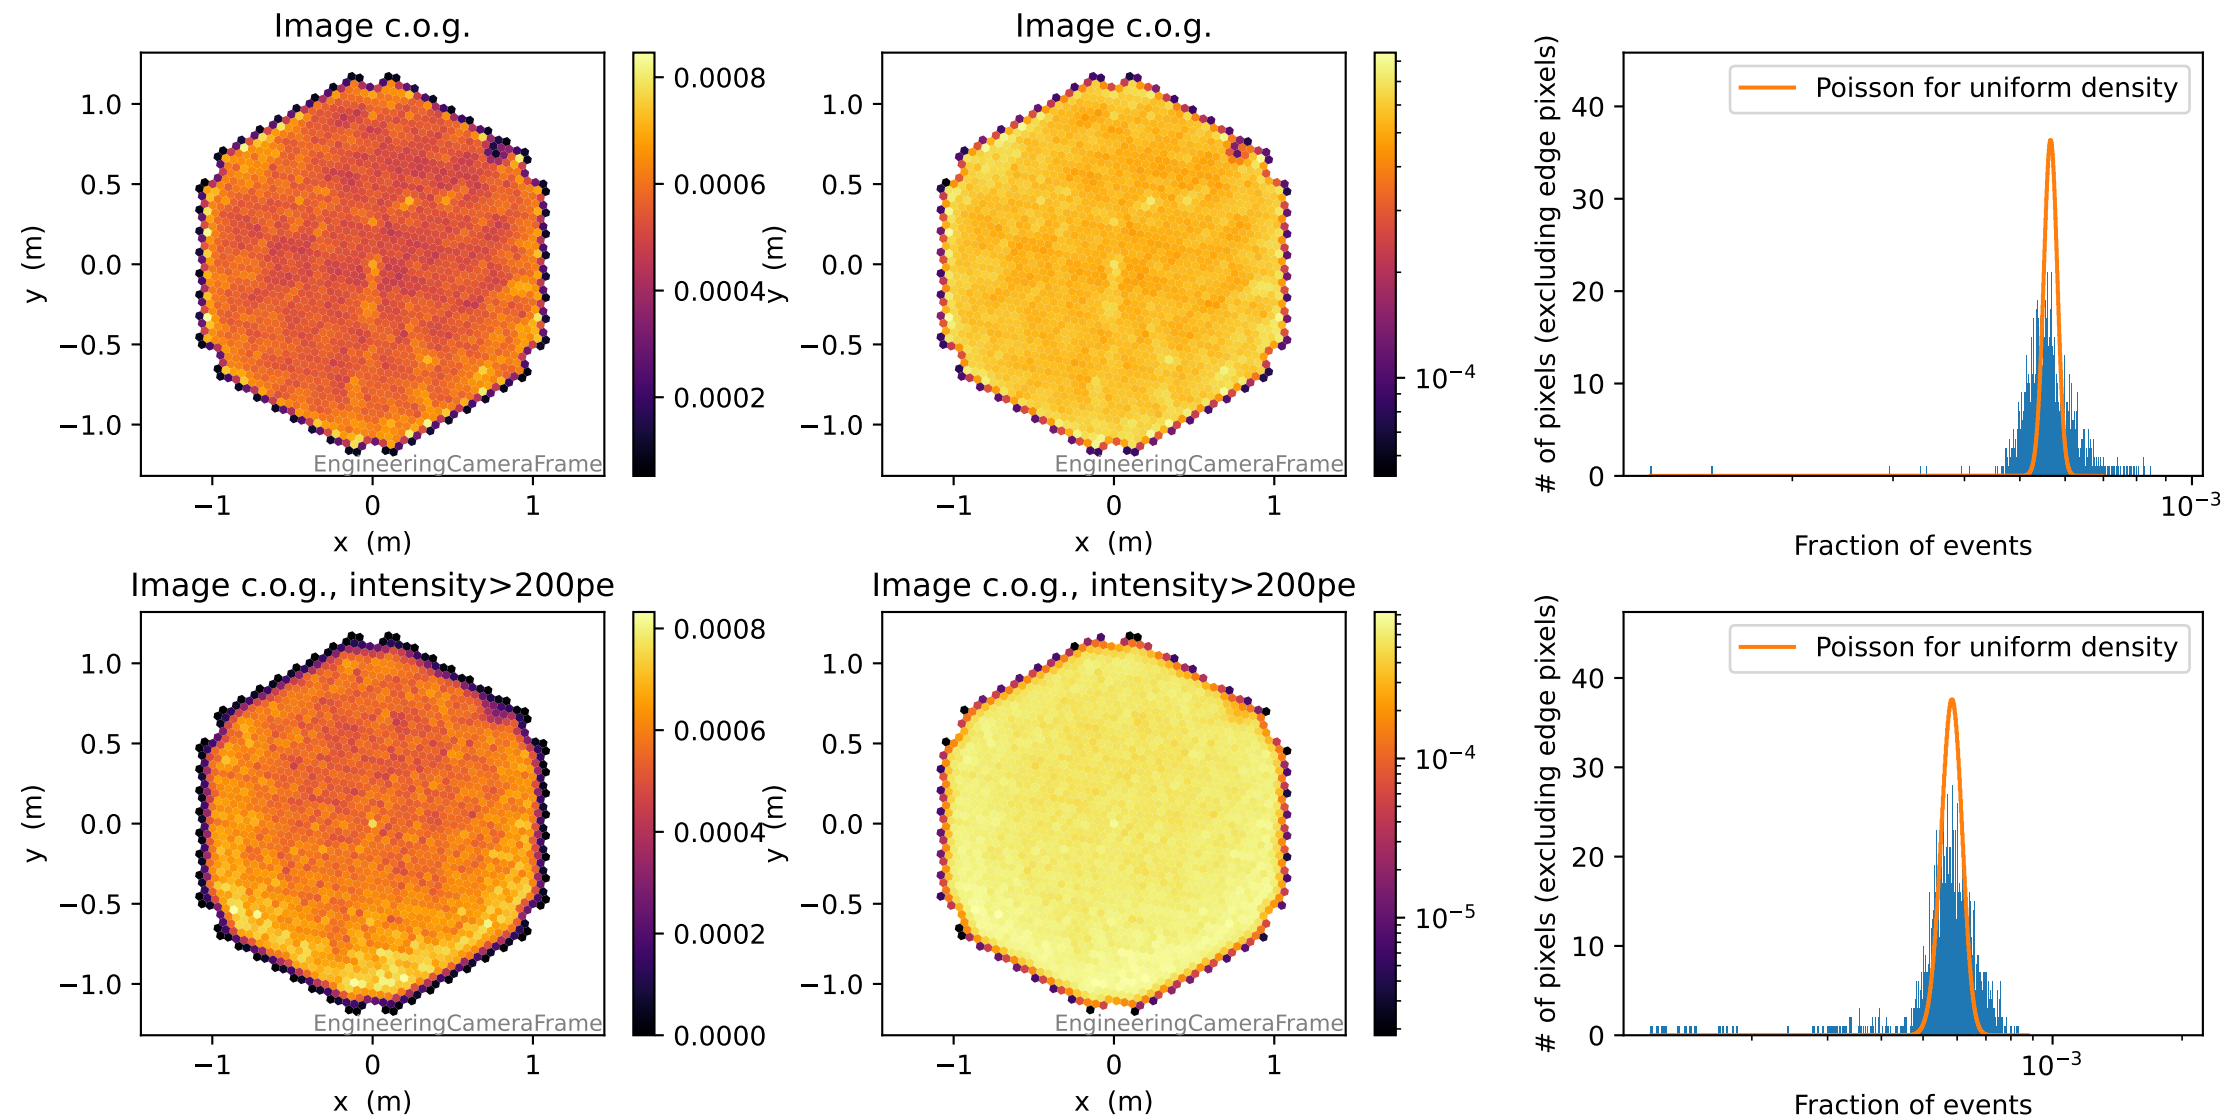 Image c.o.g.
y (m)
1.0
0.5
0.0
−0.5
−1.0
−1
0
1
x (m)
EngineeringCameraFrame
0.0008
0.0006
0.0004
0.0002
Image c.o.g.
y (m)
1.0
0.5
0.0
−0.5
−1.0
−1
0
1
x (m)
EngineeringCameraFrame
10⁻⁴
# of pixels (excluding edge pixels)
40
30
20
10
0
Poisson for uniform density
10⁻³
Fraction of events
Image c.o.g., intensity>200pe
y (m)
1.0
0.5
0.0
−0.5
−1.0
−1
0
1
x (m)
EngineeringCameraFrame
0.0008
0.0006
0.0004
0.0002
0.0000
Image c.o.g., intensity>200pe
y (m)
1.0
0.5
0.0
−0.5
−1.0
−1
0
1
x (m)
EngineeringCameraFrame
10⁻⁴
10⁻⁵
# of pixels (excluding edge pixels)
40
30
20
10
0
Poisson for uniform density
10⁻³
Fraction of events